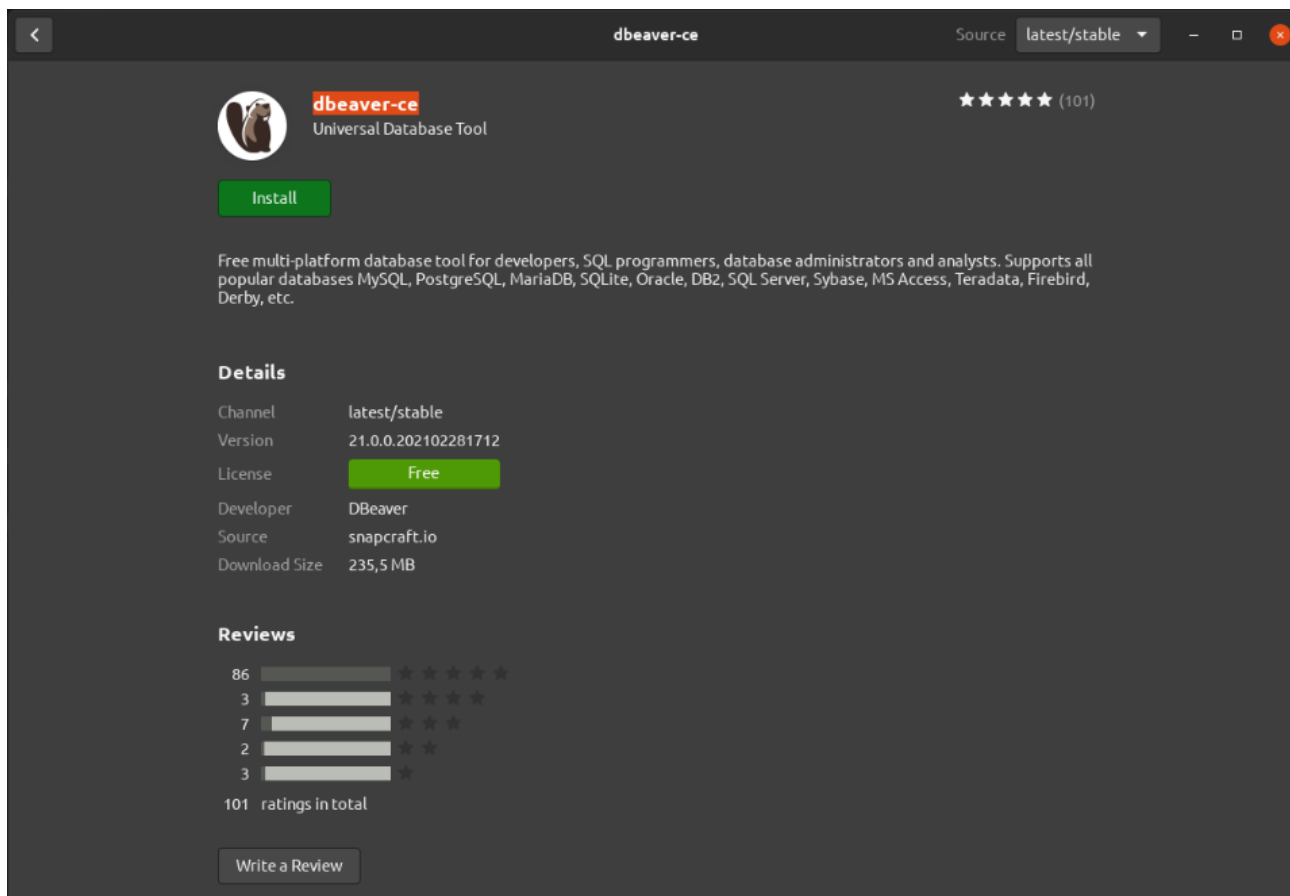 dbeaver-ce
Source latest/stable
dbeaver-ce
(101)
Universal Database Tool
Install
Free multi-platform database tool for developers, SQL programmers, database administrators and analysts. Supports all
popular databases MySQL, PostgreSQL, MariaDB, SQLite, Oracle, DB2, SQL Server, Sybase, MS Access, Teradata, Firebird,
Derby, etc.
Details
Channel latest/stable
Version 21.0.0.202102281712
License Free
Developer DBeaver
Source snapcraft.io
Download Size 235,5 MB
Reviews
86
3
7
2
3
101 ratings in total
Write a Review